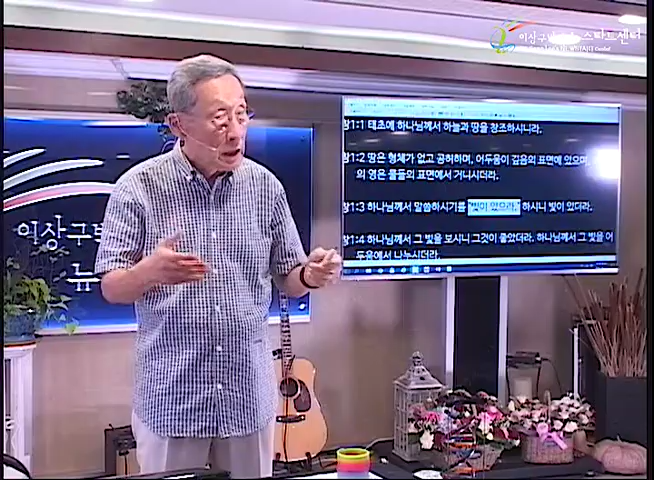 스타트센터
창1:1 태초에 하나님께서 하늘과 땅을 창조하시니라.
창1:2 땅은 형체가 없고 공허하며, 어두움이 깊음의 표면에 있으며,
의 영은 물들의 표면에서 거니시더라.
창1:3 하나님께서 말씀하시기를 "빛이 있으라." 하시니 빛이 있더라.
창1:4 하나님께서 그 빛을 보시니 그것이 좋았더라. 하나님께서 그 빛을
두움에서 나누시더라.
이상구